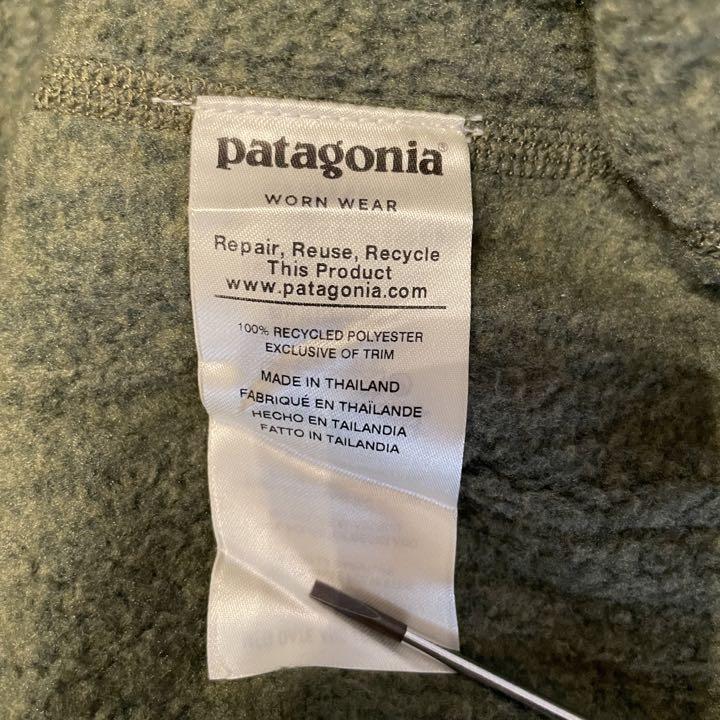 patagonia®
WORN WEAR
Repair, Reuse, Recycle
This Product
www.patagonia.com
100% RECYCLED POLYESTER
EXCLUSIVE OF TRIM
MADE IN THAILAND
FABRIQUÉ EN THAÏLANDE
HECHO EN TAILANDIA
FATTO IN TAILANDIA